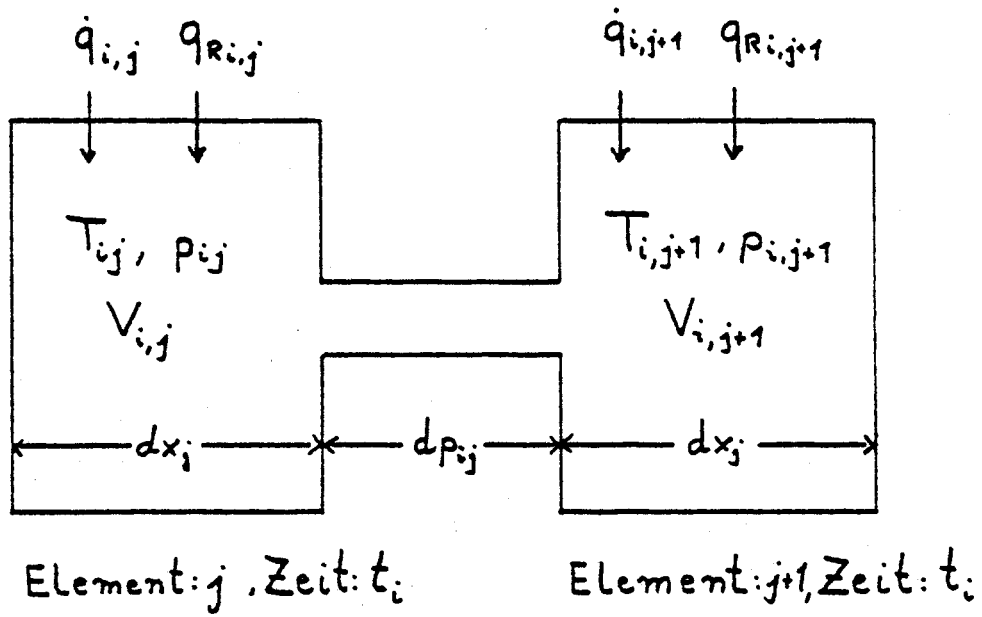 q̇i,j qRi,j q̇i,j+1 qRi,j+1
Tij, pij Ti,j+1, pi,j+1
Vi,j Vi,j+1
dxj dpij dxj
Element:j , Zeit:ti Element:j+1, Zeit:ti